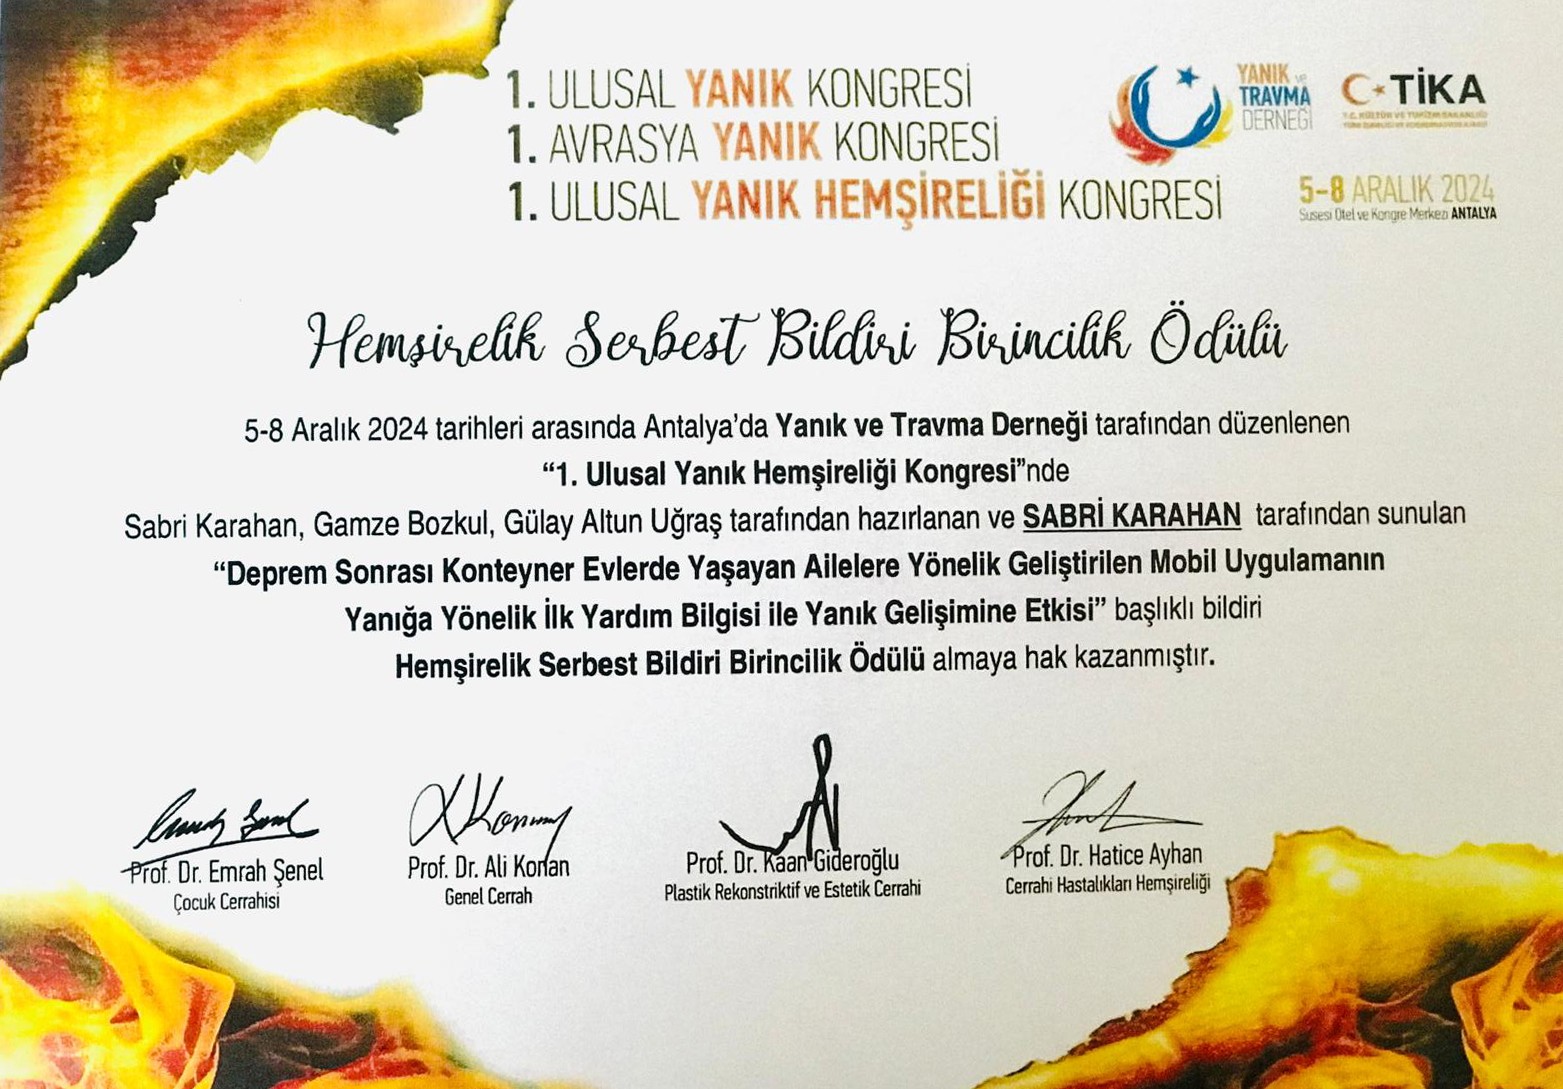 1. ULUSAL YANIK KONGRESİ
1. AVRASYA YANIK KONGRESİ
1. ULUSAL YANIK HEMŞİRELİĞİ KONGRESİ
YANIK VE
TRAVMA
DERNEĞİ
TİKA
5-8 ARALIK 2024
Susesi Otel ve Kongre Merkezi ANTALYA
Hemşirelik Serbest Bildiri Birincilik Ödülü
5-8 Aralık 2024 tarihleri arasında Antalya’da Yanık ve Travma Derneği tarafından düzenlenen
“1. Ulusal Yanık Hemşireliği Kongresi”nde
Sabri Karahan, Gamze Bozkul, Gülay Altun Uğraş tarafından hazırlanan ve SABRİ KARAHAN tarafından sunulan
“Deprem Sonrası Konteyner Evlerde Yaşayan Ailelere Yönelik Geliştirilen Mobil Uygulamanın
Yanığa Yönelik İlk Yardım Bilgisi ile Yanık Gelişimine Etkisi” başlıklı bildiri
Hemşirelik Serbest Bildiri Birincilik Ödülü almaya hak kazanmıştır.
Prof. Dr. Emrah Şenel
Çocuk Cerrahisi
Prof. Dr. Ali Konan
Genel Cerrah
Prof. Dr. Kaan Gideroğlu
Plastik Rekonstriktif ve Estetik Cerrahi
Prof. Dr. Hatice Ayhan
Cerrahi Hastalıkları Hemşireliği